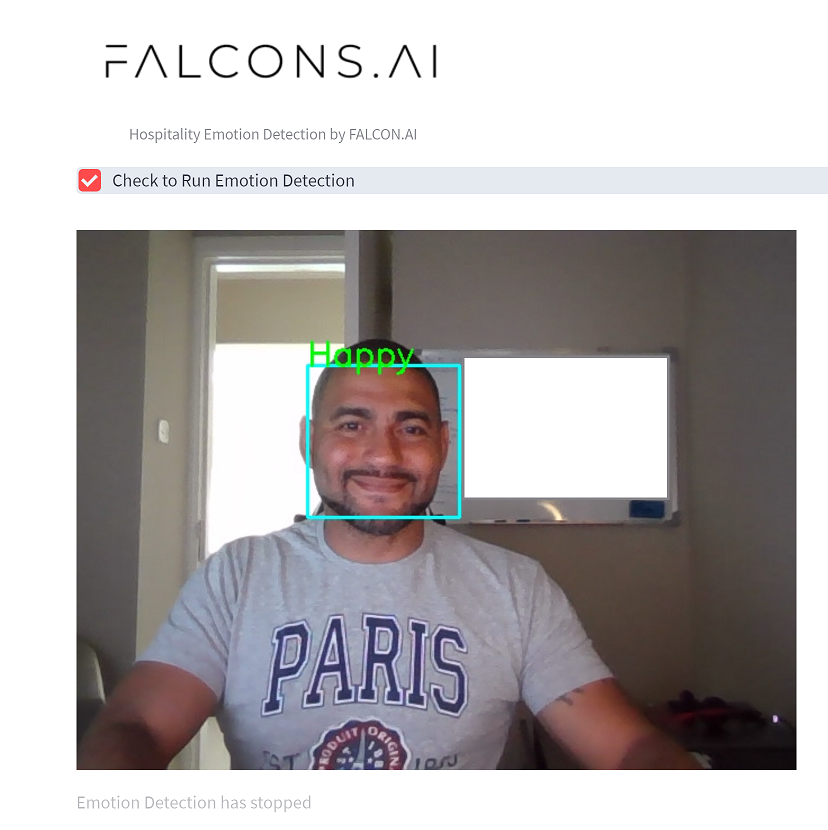 FALCONS.AI
Hospitality Emotion Detection by FALCON.AI
Check to Run Emotion Detection
Happy
PARIS
EST
PRODUIT ORIGIN
Emotion Detection has stopped